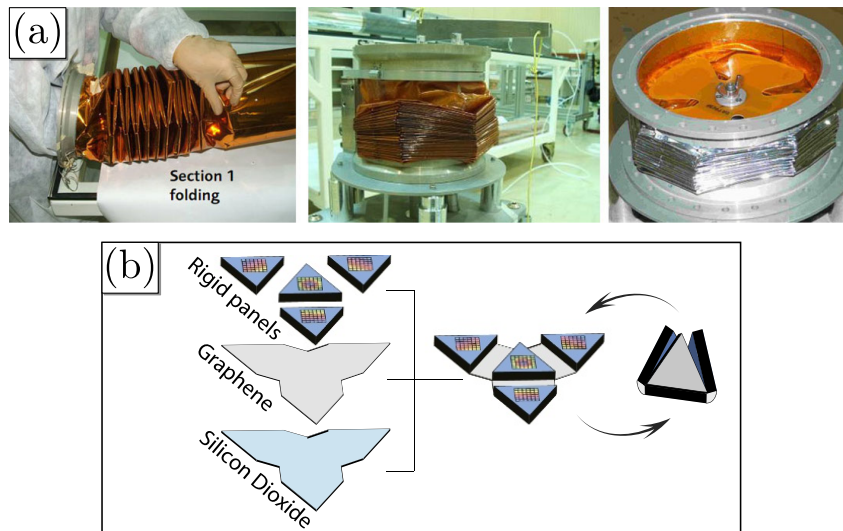 (a)
Section 1
folding
(b)
Rigid panels
Graphene
Silicon Dioxide